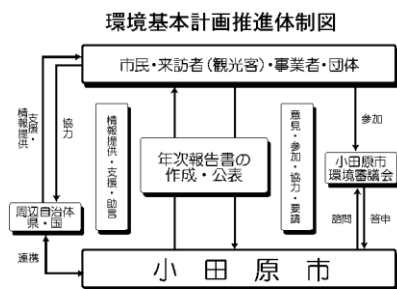 環境基本計画推進体制図
市民・来訪者(観光客)・事業者・団体
支援・
情報提供
協力
情報提供・支援・助言
年次報告書の
作成・公表
意見・参加・協力・要請
参加
小田原市
環境審議会
周辺自治体
県・国
諮問
答申
連携
小田原市